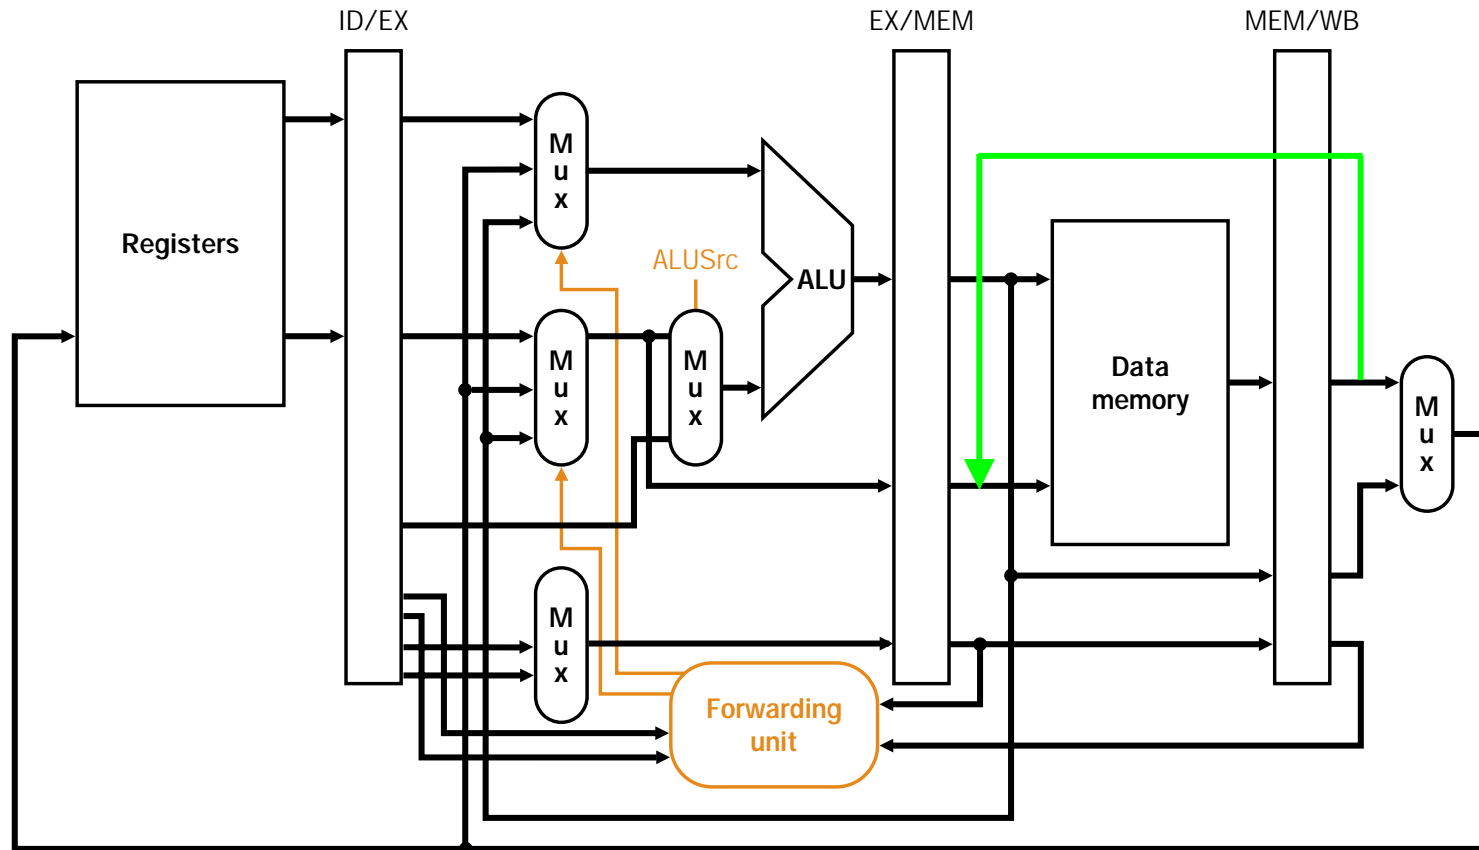 ID/EX
EX/MEM
MEM/WB
M
u
x
Registers
ALUSrc
ALU
M
u
x
M
u
x
Data
memory
M
u
x
M
u
x
Forwarding
unit